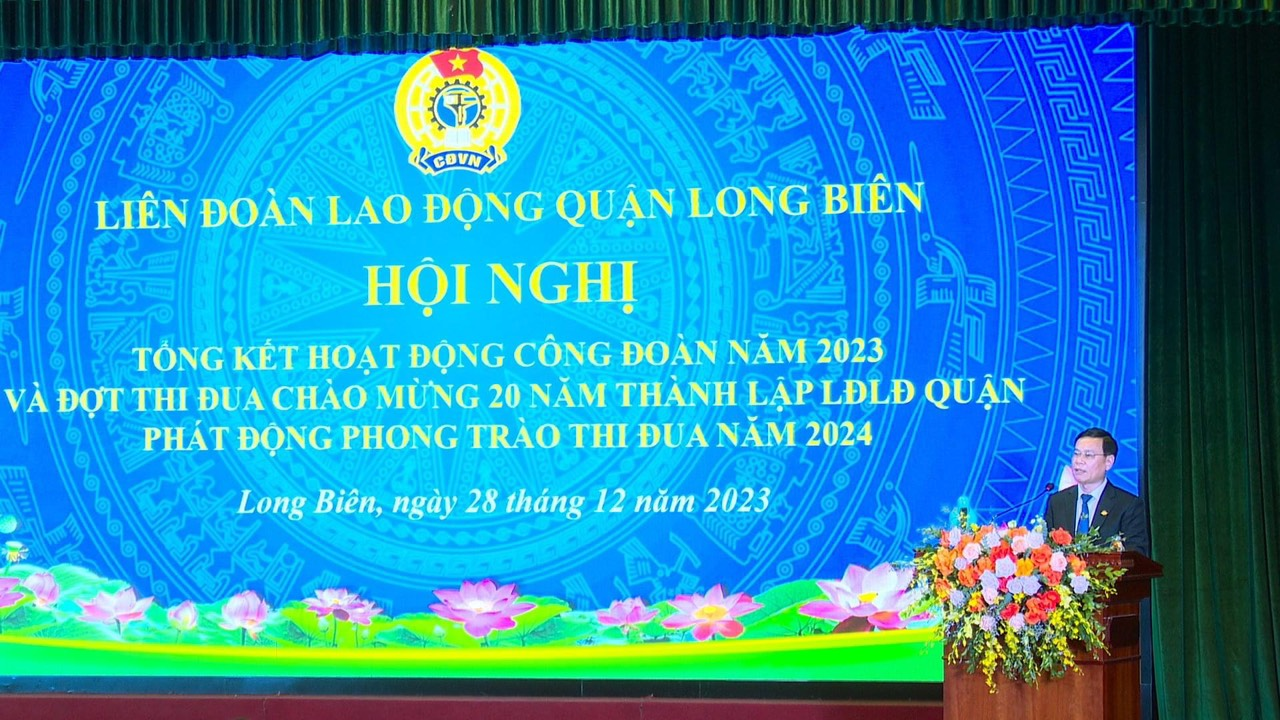 CĐVN
LIÊN ĐOÀN LAO ĐỘNG QUẬN LONG BIÊN
HỘI NGHỊ
TỔNG KẾT HOẠT ĐỘNG CÔNG ĐOÀN NĂM 2023
VÀ ĐỢT THI ĐUA CHÀO MỪNG 20 NĂM THÀNH LẬP LĐLĐ QUẬN
PHÁT ĐỘNG PHONG TRÀO THI ĐUA NĂM 2024
Long Biên, ngày 28 tháng 12 năm 2023